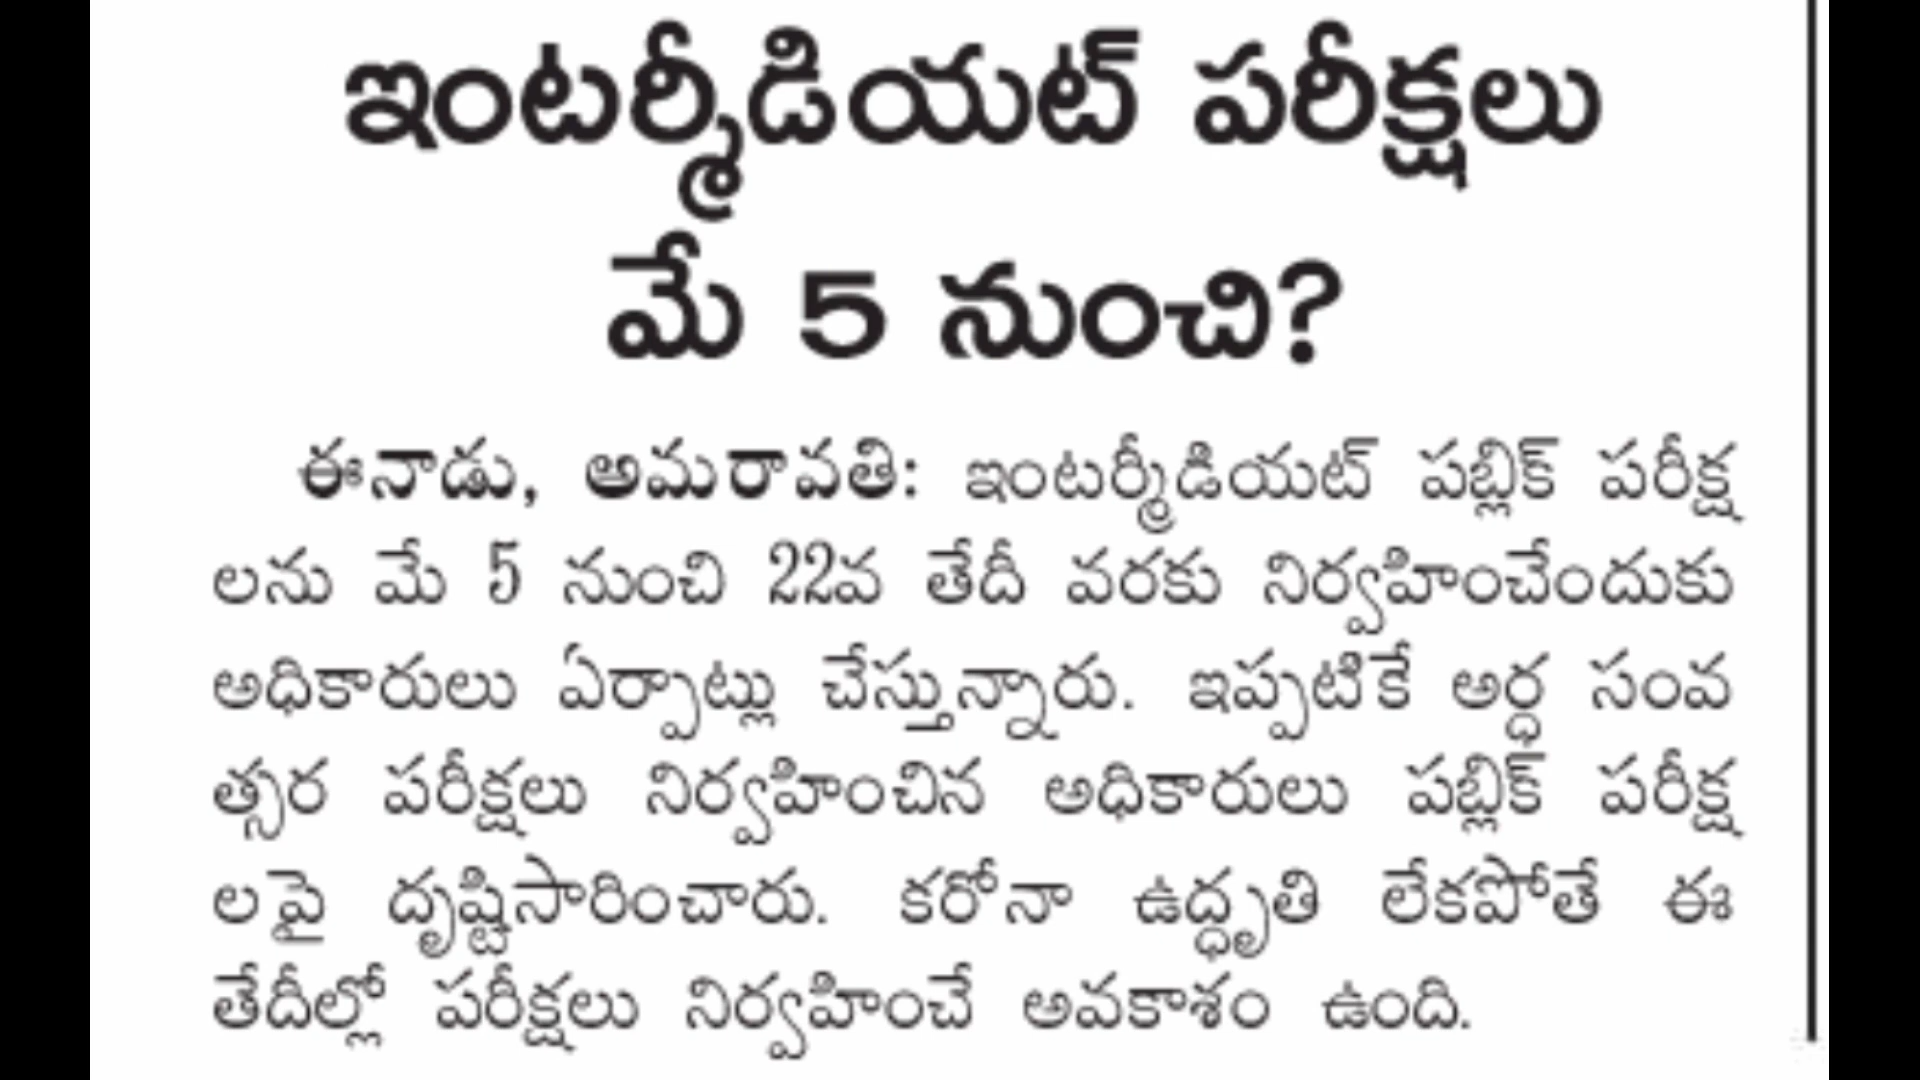 ఇంటర్మీడియట్ పరీక్షలు
మే 5 నుంచి?
ఈనాడు, అమరావతి: ఇంటర్మీడియట్ పబ్లిక్ పరీక్ష
లను మే 5 నుంచి 22వ తేదీ వరకు నిర్వహించేందుకు
అధికారులు ఏర్పాట్లు చేస్తున్నారు. ఇప్పటికే అర్ధ సంవ
త్సర పరీక్షలు నిర్వహించిన అధికారులు పబ్లిక్ పరీక్ష
లపై దృష్టిసారించారు. కరోనా ఉద్ధృతి లేకపోతే ఈ
తేదీల్లో పరీక్షలు నిర్వహించే అవకాశం ఉంది.